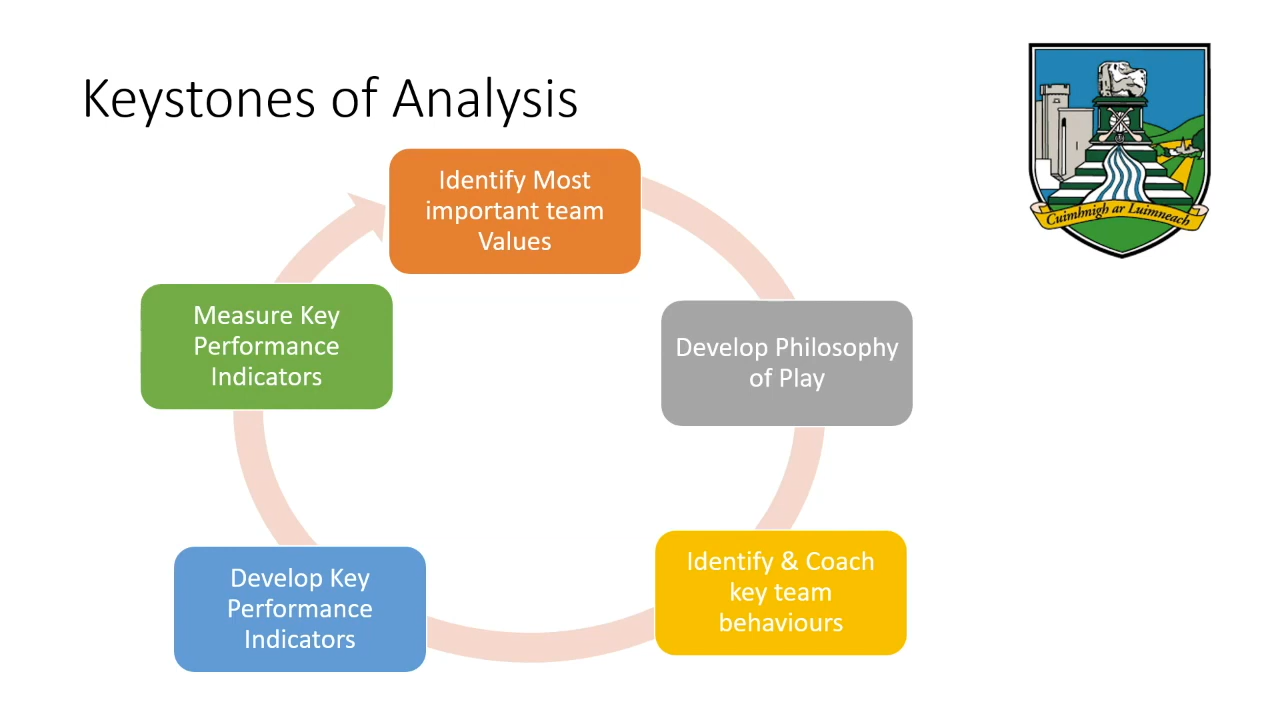 Keystones of Analysis
Identify Most
important team
Values
Develop Philosophy
of Play
Identify & Coach
key team
behaviours
Develop Key
Performance
Indicators
Measure Key
Performance
Indicators
Cuimhnigh ar Luimneach